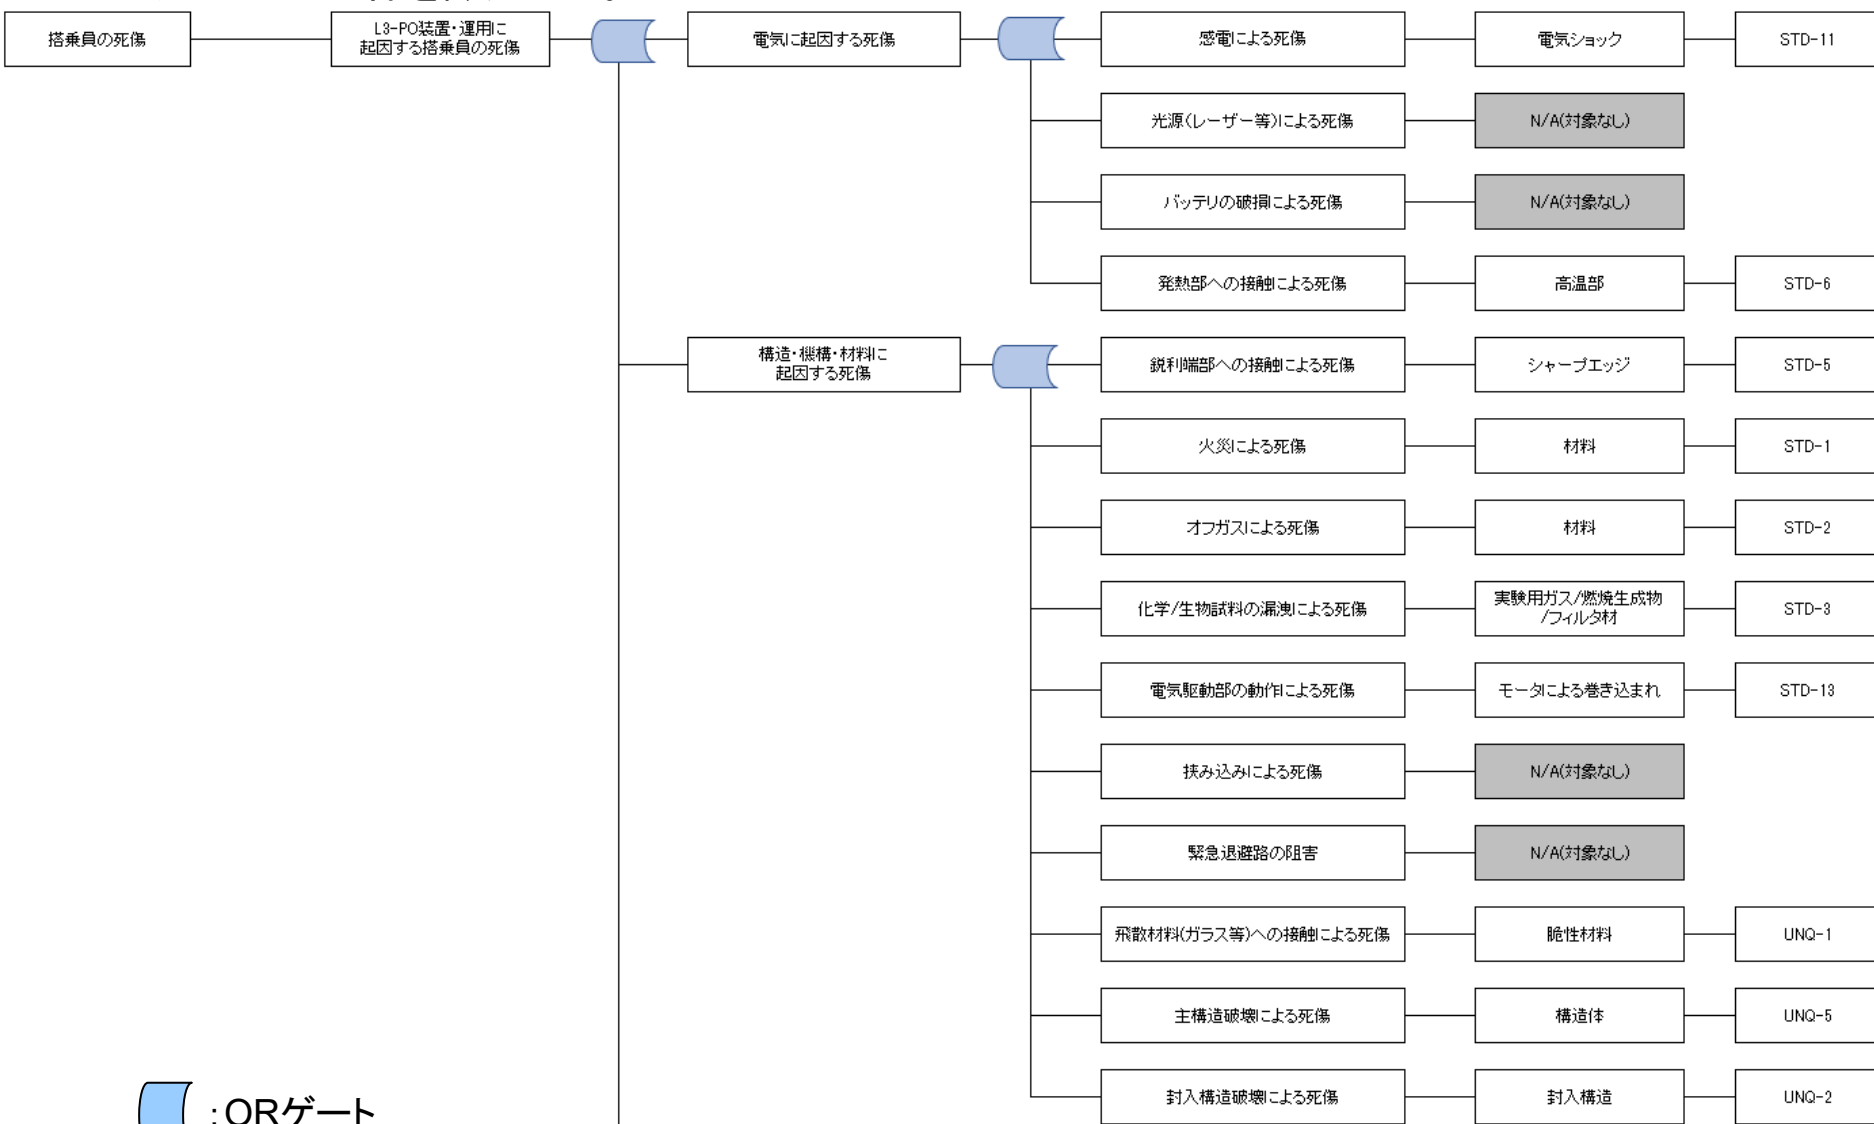 搭乗員の死傷
L3-PO装置・運用に
起因する搭乗員の死傷
電気に起因する死傷
感電による死傷
電気ショック
STD-11
光源(レーザー等)による死傷
N/A(対象なし)
バッテリの破損による死傷
N/A(対象なし)
発熱部への接触による死傷
高温部
STD-6
構造・機構・材料に
起因する死傷
鋭利端部への接触による死傷
シャープエッジ
STD-5
火災による死傷
材料
STD-1
オフガスによる死傷
材料
STD-2
化学/生物試料の漏洩による死傷
実験用ガス/燃焼生成物
/フィルタ材
STD-3
電気駆動部の動作による死傷
モータによる巻き込まれ
STD-13
挟み込みによる死傷
N/A(対象なし)
緊急退避路の阻害
N/A(対象なし)
飛散材料(ガラス等)への接触による死傷
脆性材料
UNQ-1
主構造破壊による死傷
構造体
UNQ-5
封入構造破壊による死傷
封入構造
UNQ-2
:ORゲート